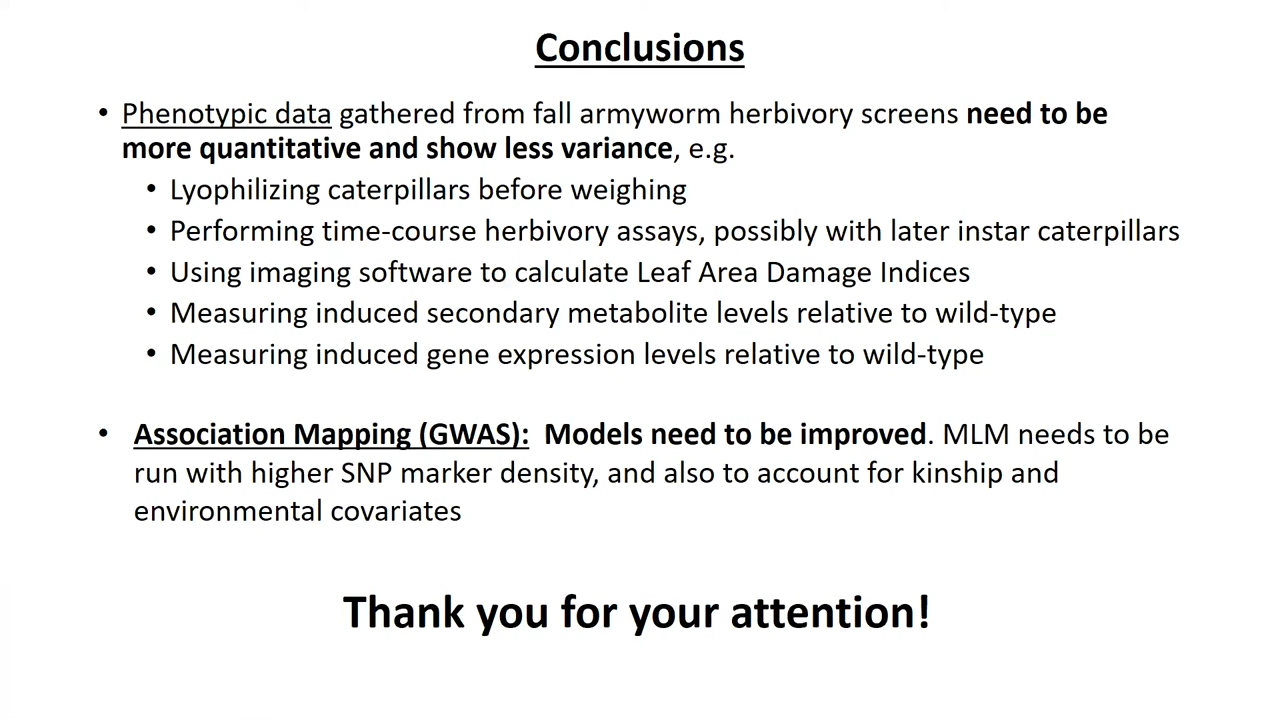 Conclusions
• Phenotypic data gathered from fall armyworm herbivory screens need to be
more quantitative and show less variance, e.g.
• Lyophilizing caterpillars before weighing
• Performing time-course herbivory assays, possibly with later instar caterpillars
• Using imaging software to calculate Leaf Area Damage Indices
• Measuring induced secondary metabolite levels relative to wild-type
• Measuring induced gene expression levels relative to wild-type
• Association Mapping (GWAS): Models need to be improved. MLM needs to be
run with higher SNP marker density, and also to account for kinship and
environmental covariates
Thank you for your attention!